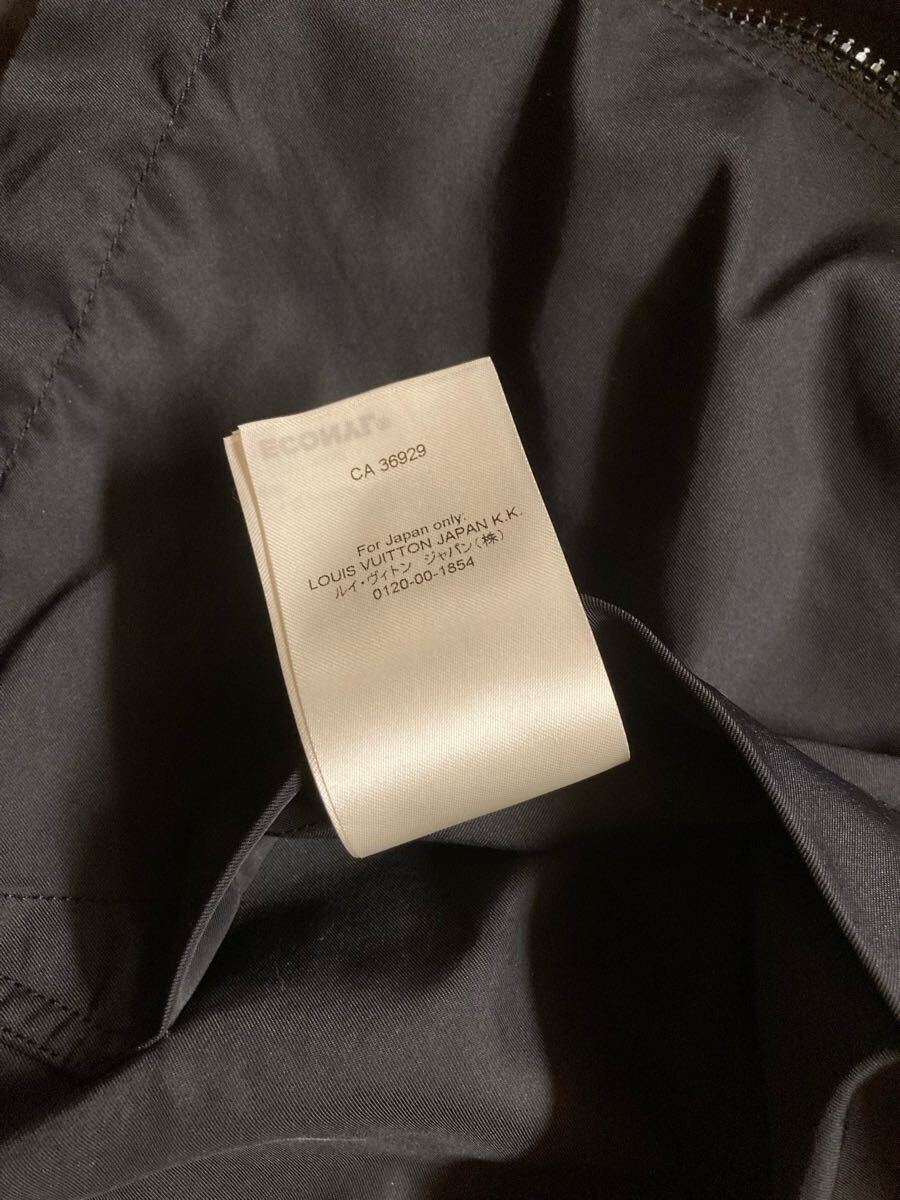 ECONYL®
CA 36929
For Japan only:
LOUIS VUITTON JAPAN K.K.
ルイ・ヴィトン ジャパン(株)
0120-00-1854